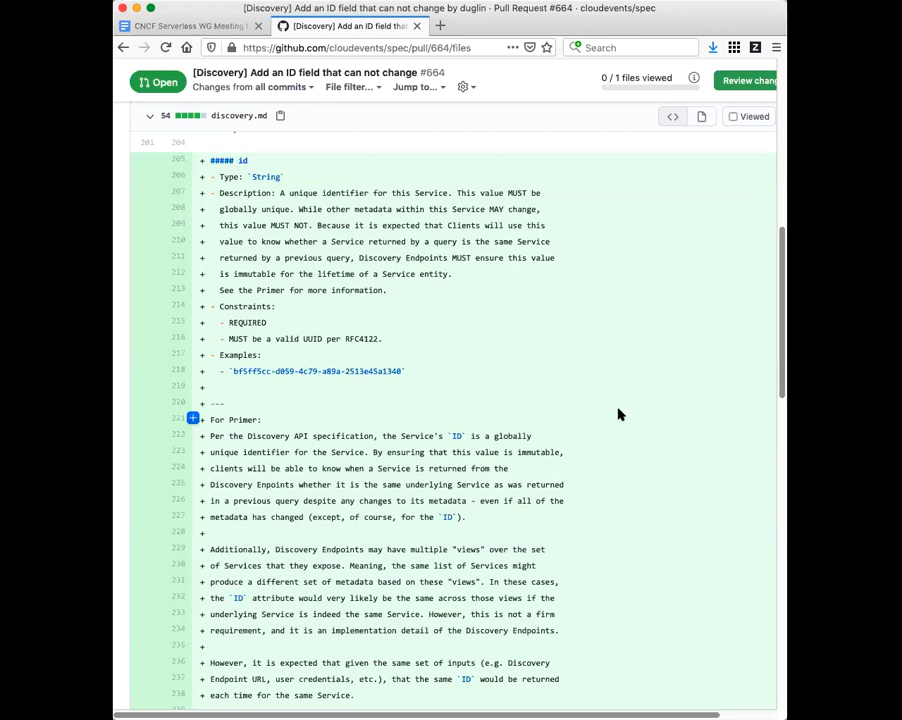 [Discovery] Add an ID field that can not change by duglin · Pull Request #664 · cloudevents/spec
CNCF Serverless WG Meeting
[Discovery] Add an ID field that
https://github.com/cloudevents/spec/pull/664/files
Search
Open
[Discovery] Add an ID field that can not change #664
Changes from all commits
File filter...
Jump to...
0 / 1 files viewed
Review chang
54 discovery.md
Viewed
201 204
205 + ##### id
206 + - Type: `String`
207 + - Description: A unique identifier for this Service. This value MUST be
208 + globally unique. While other metadata within this Service MAY change,
209 + this value MUST NOT. Because it is expected that Clients will use this
210 + value to know whether a Service returned by a query is the same Service
211 + returned by a previous query, Discovery Endpoints MUST ensure this value
212 + is immutable for the lifetime of a Service entity.
213 + See the Primer for more information.
214 + - Constraints:
215 + - REQUIRED
216 + - MUST be a valid UUID per RFC4122.
217 + - Examples:
218 + - `bf5ff5cc-d059-4c79-a89a-2513e45a1340`
219 +
220 + ---
221 + For Primer:
222 + Per the Discovery API specification, the Service's `ID` is a globally
223 + unique identifier for the Service. By ensuring that this value is immutable,
224 + clients will be able to know when a Service is returned from the
225 + Discovery Enpoints whether it is the same underlying Service as was returned
226 + in a previous query despite any changes to its metadata - even if all of the
227 + metadata has changed (except, of course, for the `ID`).
228 +
229 + Additionally, Discovery Endpoints may have multiple "views" over the set
230 + of Services that they expose. Meaning, the same list of Services might
231 + produce a different set of metadata based on these "views". In these cases,
232 + the `ID` attribute would very likely be the same across those views if the
233 + underlying Service is indeed the same Service. However, this is not a firm
234 + requirement, and it is an implementation detail of the Discovery Endpoints.
235 +
236 + However, it is expected that given the same set of inputs (e.g. Discovery
237 + Endpoint URL, user credentials, etc.), that the same `ID` would be returned
238 + each time for the same Service.